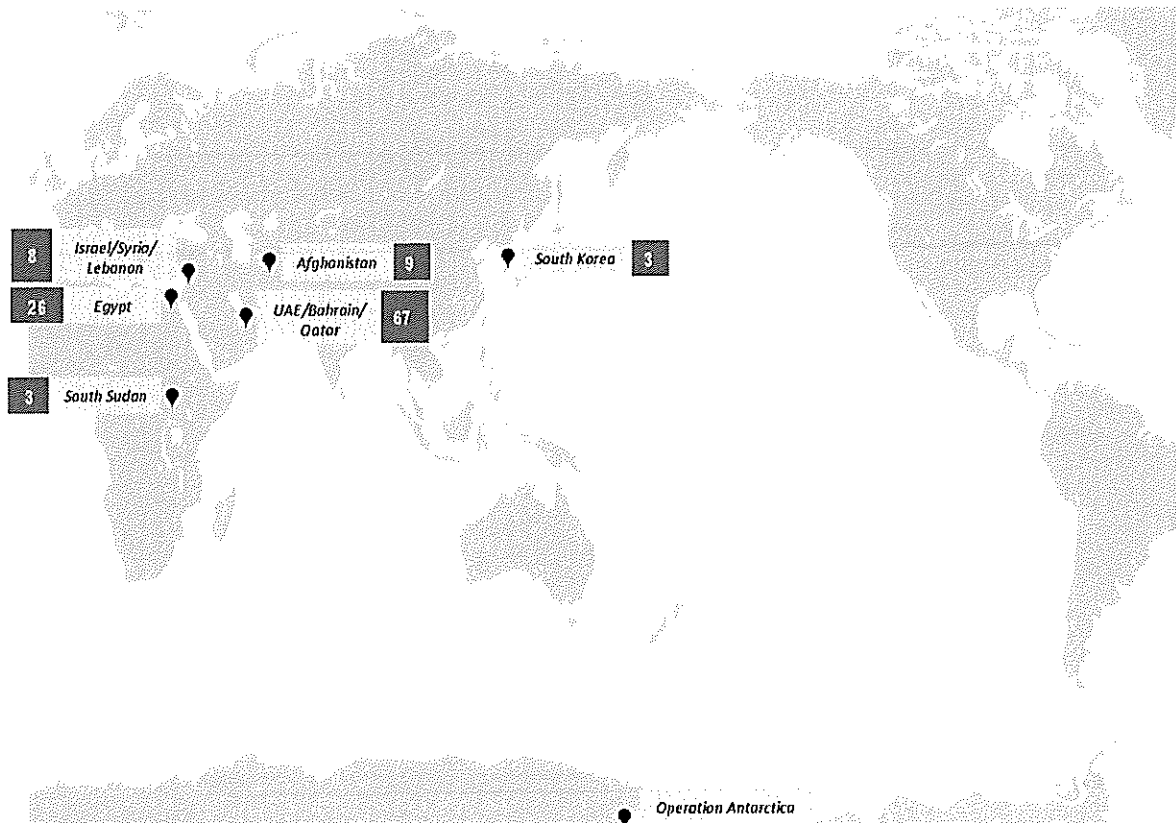 8
Israel/Syria/
Lebanon
Afghanistan
9
South Korea
3
26
Egypt
UAE/Bahrain/
Qatar
67
3
South Sudan
Operation Antarctica